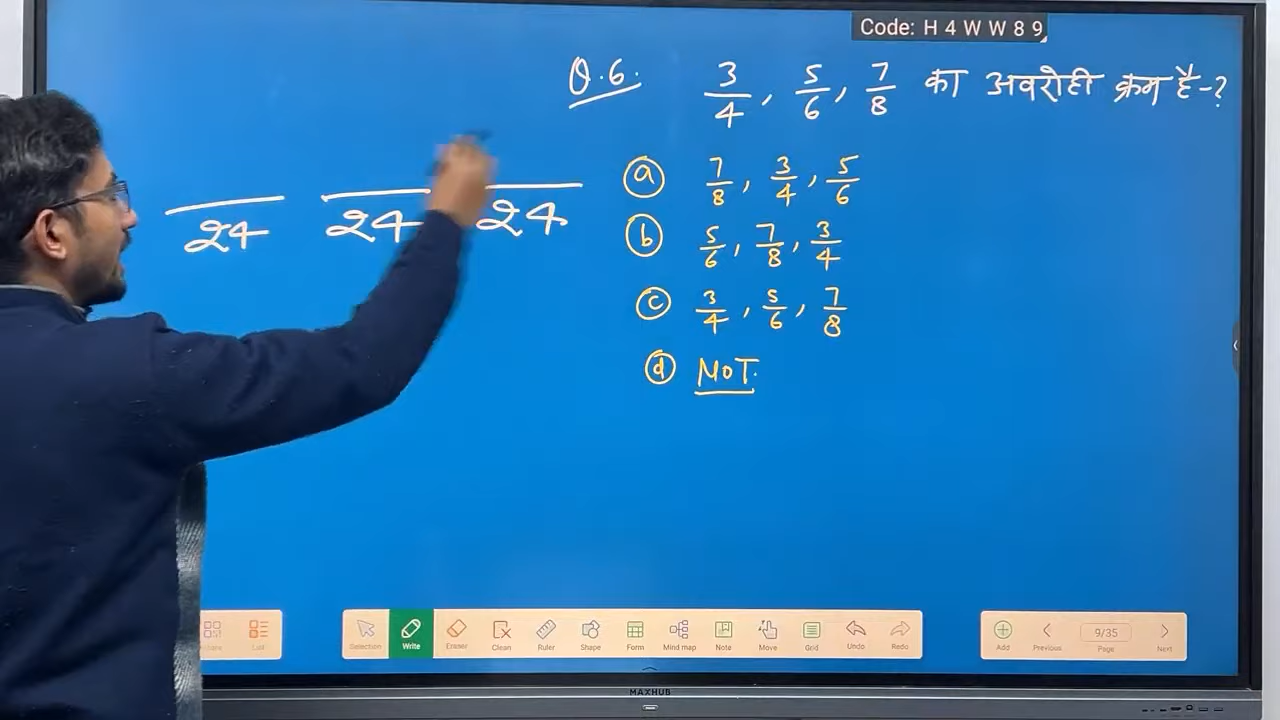 Code: H 4 W W 8 9
Q.6. 3/4, 5/6, 7/8 का अवरोही क्रम है-?
24 24 24
(a) 7/8, 3/4, 5/6
(b) 5/6, 7/8, 3/4
(c) 3/4, 5/6, 7/8
(d) NOT.
List Selection Write Eraser Clean Ruler Shape Form Mind map Note Move Grid Undo Redo Add Previous 9/35 Page Next
MAXHUB